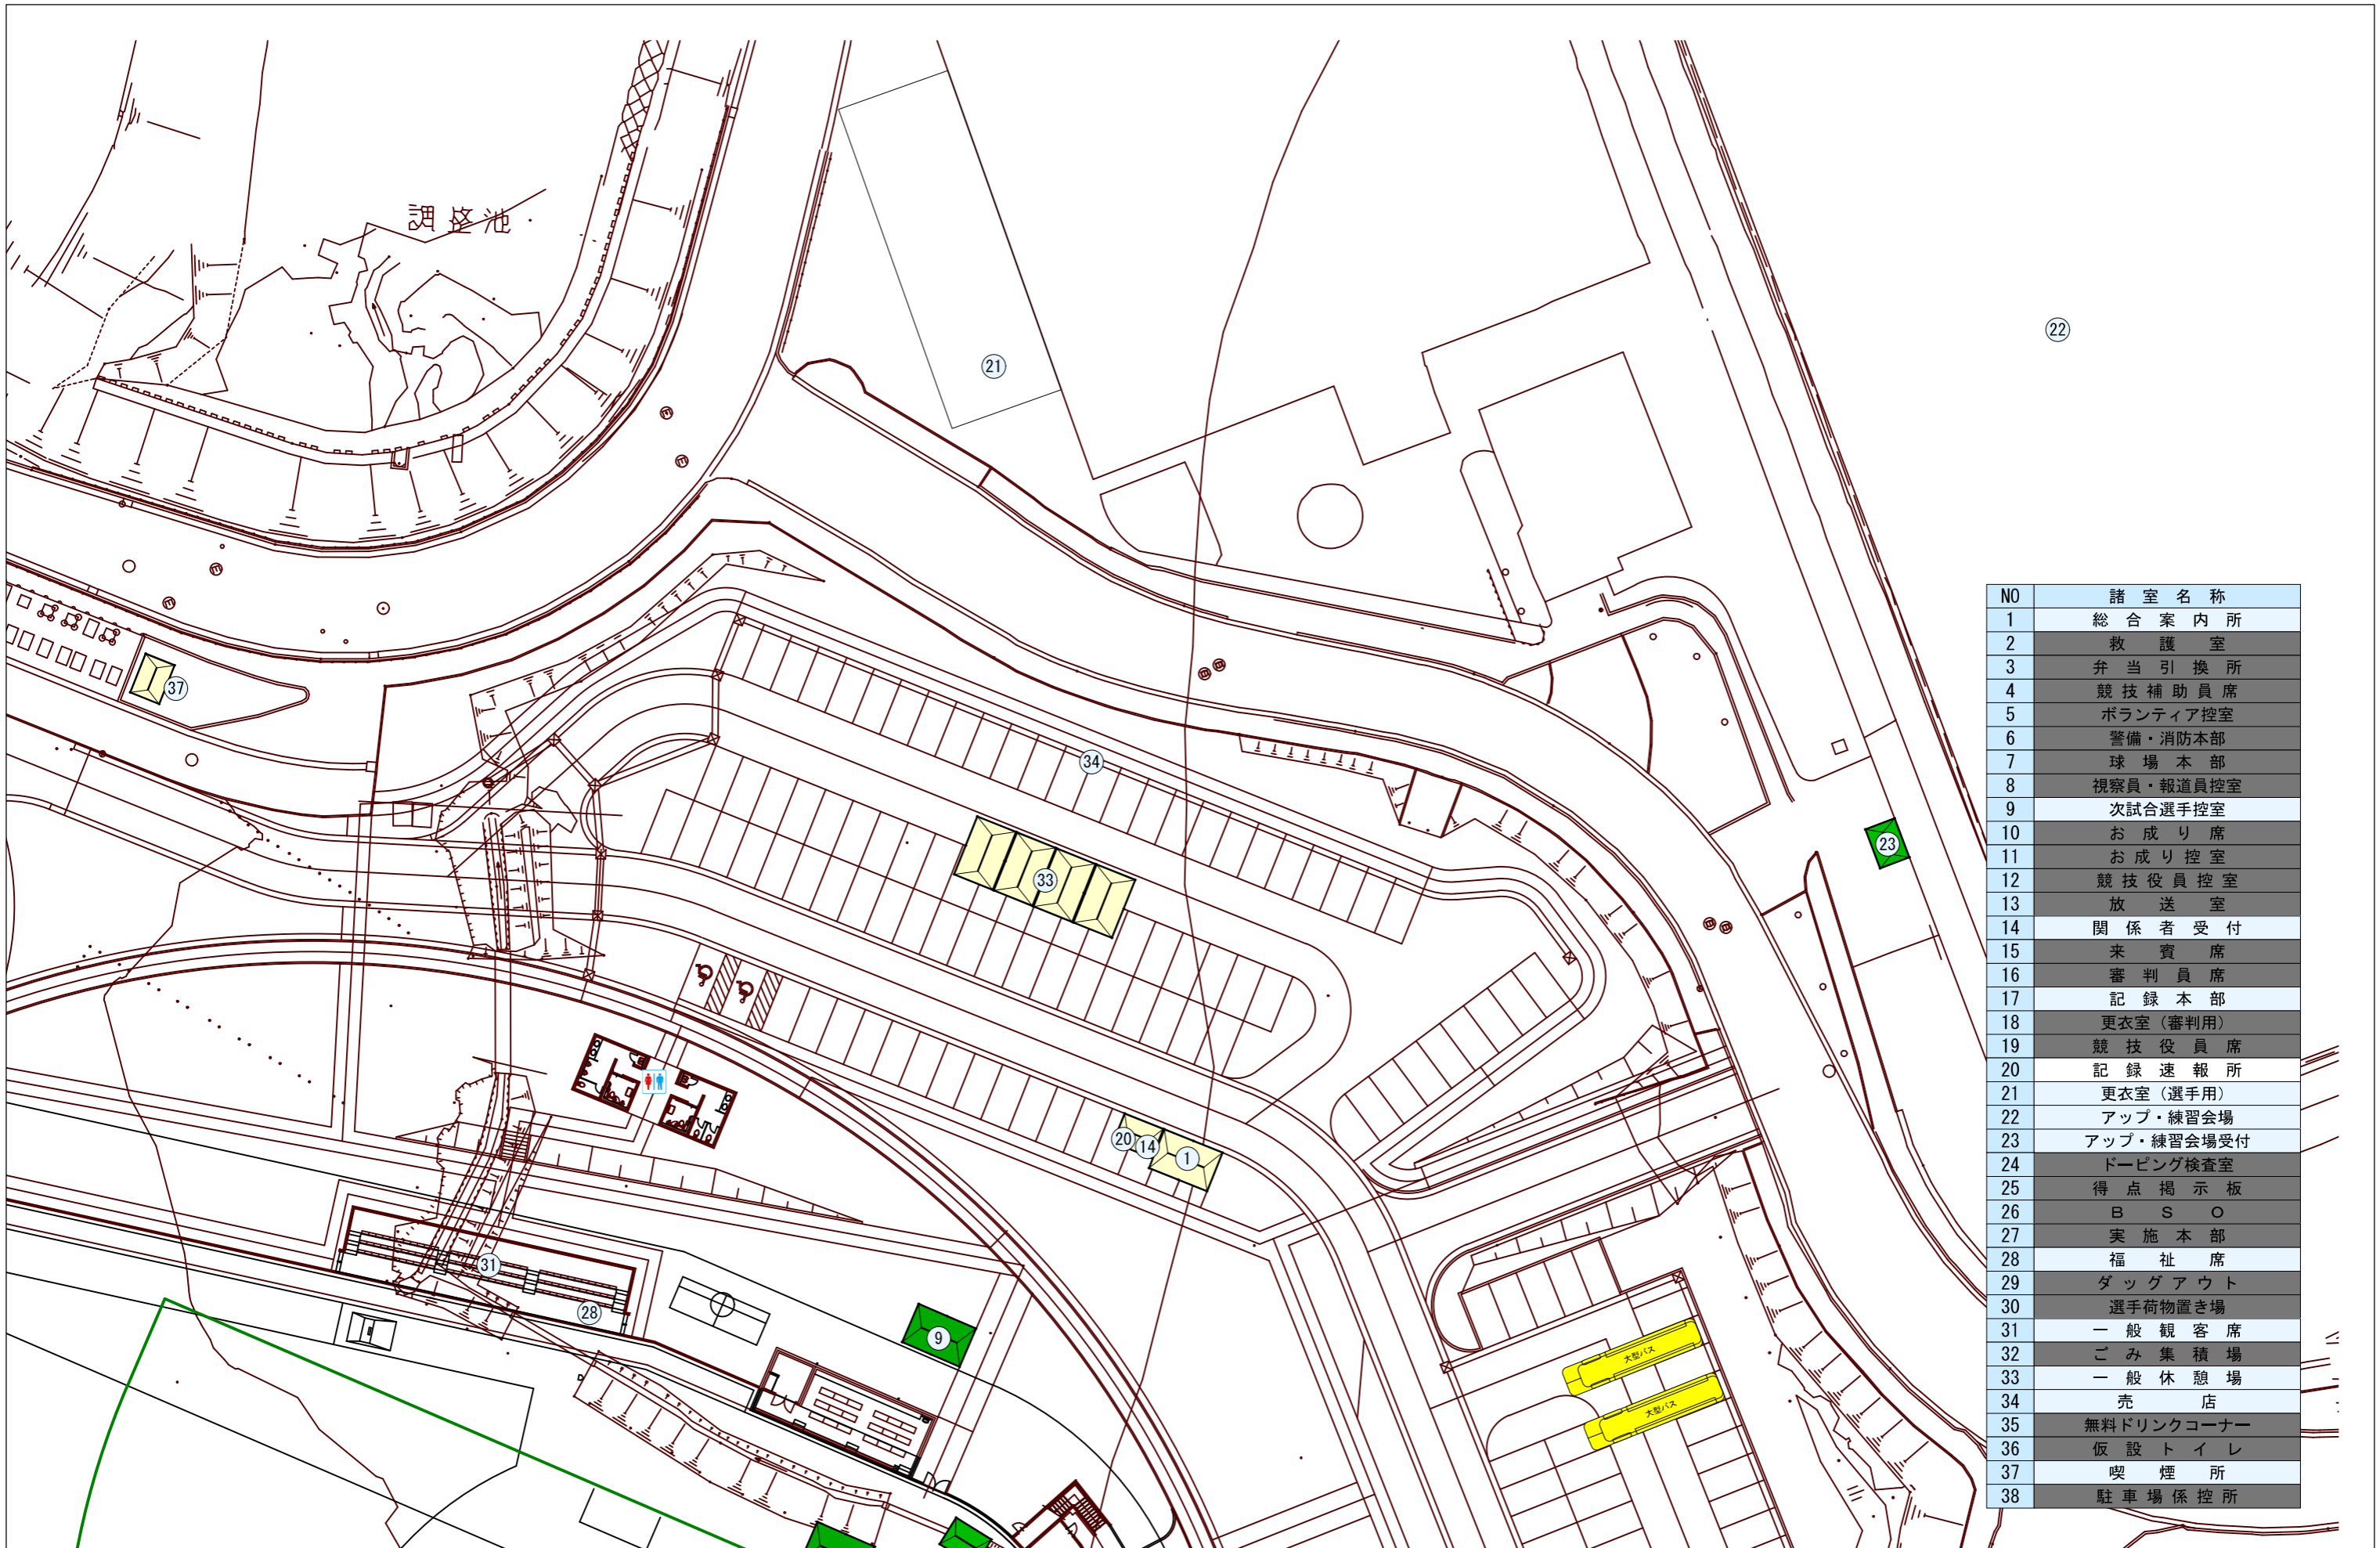 調整池
22
21
37
34
33
23
20
14
1
31
28
9
大型バス
大型バス
NO 諸室名称
1 総合案内所
2 救護室
3 弁当引換所
4 競技補助員席
5 ボランティア控室
6 警備・消防本部
7 球場本部
8 視察員・報道員控室
9 次試合選手控室
10 お成り席
11 お成り控室
12 競技役員控室
13 放送室
14 関係者受付
15 来賓席
16 審判員席
17 記録本部
18 更衣室（審判用）
19 競技役員席
20 記録速報所
21 更衣室（選手用）
22 アップ・練習会場
23 アップ・練習会場受付
24 ドーピング検査室
25 得点掲示板
26 ＢＳＯ
27 実施本部
28 福祉席
29 ダッグアウト
30 選手荷物置き場
31 一般観客席
32 ごみ集積場
33 一般休憩場
34 売店
35 無料ドリンクコーナー
36 仮設トイレ
37 喫煙所
38 駐車場係控所